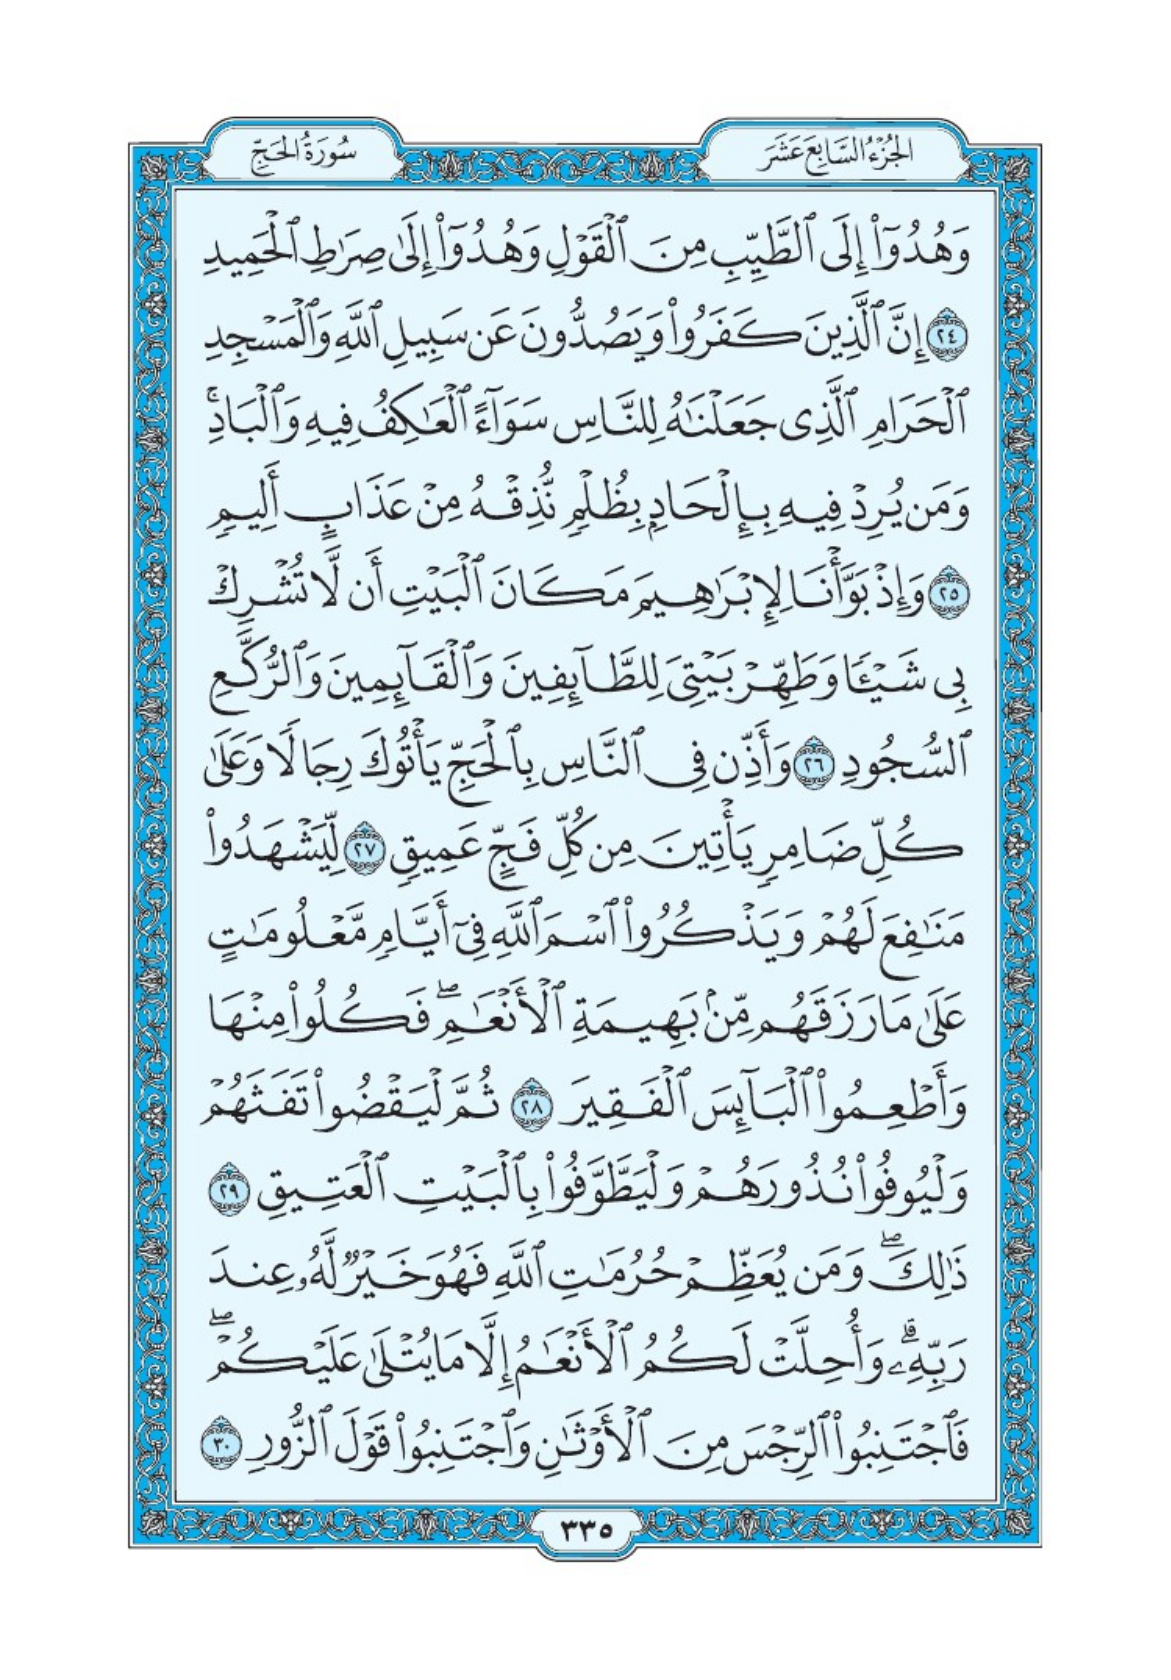 الجُزْءُ السَّابِعَ عَشَرَ
سُورَةُ الحَجّ
وَهُدُوٓاْ إِلَى ٱلطَّيِّبِ مِنَ ٱلْقَوْلِ وَهُدُوٓاْ إِلَىٰ صِرَٰطِ ٱلْحَمِيدِ
٢٤ إِنَّ ٱلَّذِينَ كَفَرُواْ وَيَصُدُّونَ عَن سَبِيلِ ٱللَّهِ وَٱلْمَسْجِدِ
ٱلْحَرَامِ ٱلَّذِى جَعَلْنَٰهُ لِلنَّاسِ سَوَآءً ٱلْعَٰكِفُ فِيهِ وَٱلْبَادِۚ
وَمَن يُرِدْ فِيهِ بِإِلْحَادِۭ بِظُلْمٍ نُّذِقْهُ مِنْ عَذَابٍ أَلِيمٍ
٢٥ وَإِذْ بَوَّأْنَا لِإِبْرَٰهِيمَ مَكَانَ ٱلْبَيْتِ أَن لَّا تُشْرِكْ
بِى شَيْـًٔا وَطَهِّرْ بَيْتِىَ لِلطَّآئِفِينَ وَٱلْقَآئِمِينَ وَٱلرُّكَّعِ
ٱلسُّجُودِ ٢٦ وَأَذِّن فِى ٱلنَّاسِ بِٱلْحَجِّ يَأْتُوكَ رِجَالًا وَعَلَىٰ
كُلِّ ضَامِرٍ يَأْتِينَ مِن كُلِّ فَجٍّ عَمِيقٍ ٢٧ لِّيَشْهَدُواْ
مَنَٰفِعَ لَهُمْ وَيَذْكُرُواْ ٱسْمَ ٱللَّهِ فِىٓ أَيَّامٍ مَّعْلُومَٰتٍ
عَلَىٰ مَا رَزَقَهُم مِّنۢ بَهِيمَةِ ٱلْأَنْعَٰمِۖ فَكُلُواْ مِنْهَا
وَأَطْعِمُواْ ٱلْبَآئِسَ ٱلْفَقِيرَ ٢٨ ثُمَّ لْيَقْضُواْ تَفَثَهُمْ
وَلْيُوفُواْ نُذُورَهُمْ وَلْيَطَّوَّفُواْ بِٱلْبَيْتِ ٱلْعَتِيقِ ٢٩
ذَٰلِكَۖ وَمَن يُعَظِّمْ حُرُمَٰتِ ٱللَّهِ فَهُوَ خَيْرٌ لَّهُۥ عِندَ
رَبِّهِۦۗ وَأُحِلَّتْ لَكُمُ ٱلْأَنْعَٰمُ إِلَّا مَا يُتْلَىٰ عَلَيْكُمْۖ
فَٱجْتَنِبُواْ ٱلرِّجْسَ مِنَ ٱلْأَوْثَٰنِ وَٱجْتَنِبُواْ قَوْلَ ٱلزُّورِ ٣٠
٣٣٥